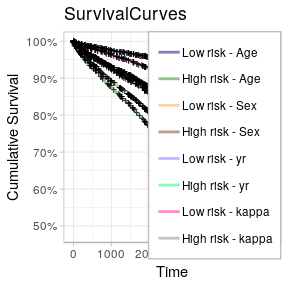 SurvivalCurves
Cumulative Survival
100%
90%
80%
70%
60%
50%
0
1000
Time
Low risk - Age
High risk - Age
Low risk - Sex
High risk - Sex
Low risk - yr
High risk - yr
Low risk - kappa
High risk - kappa